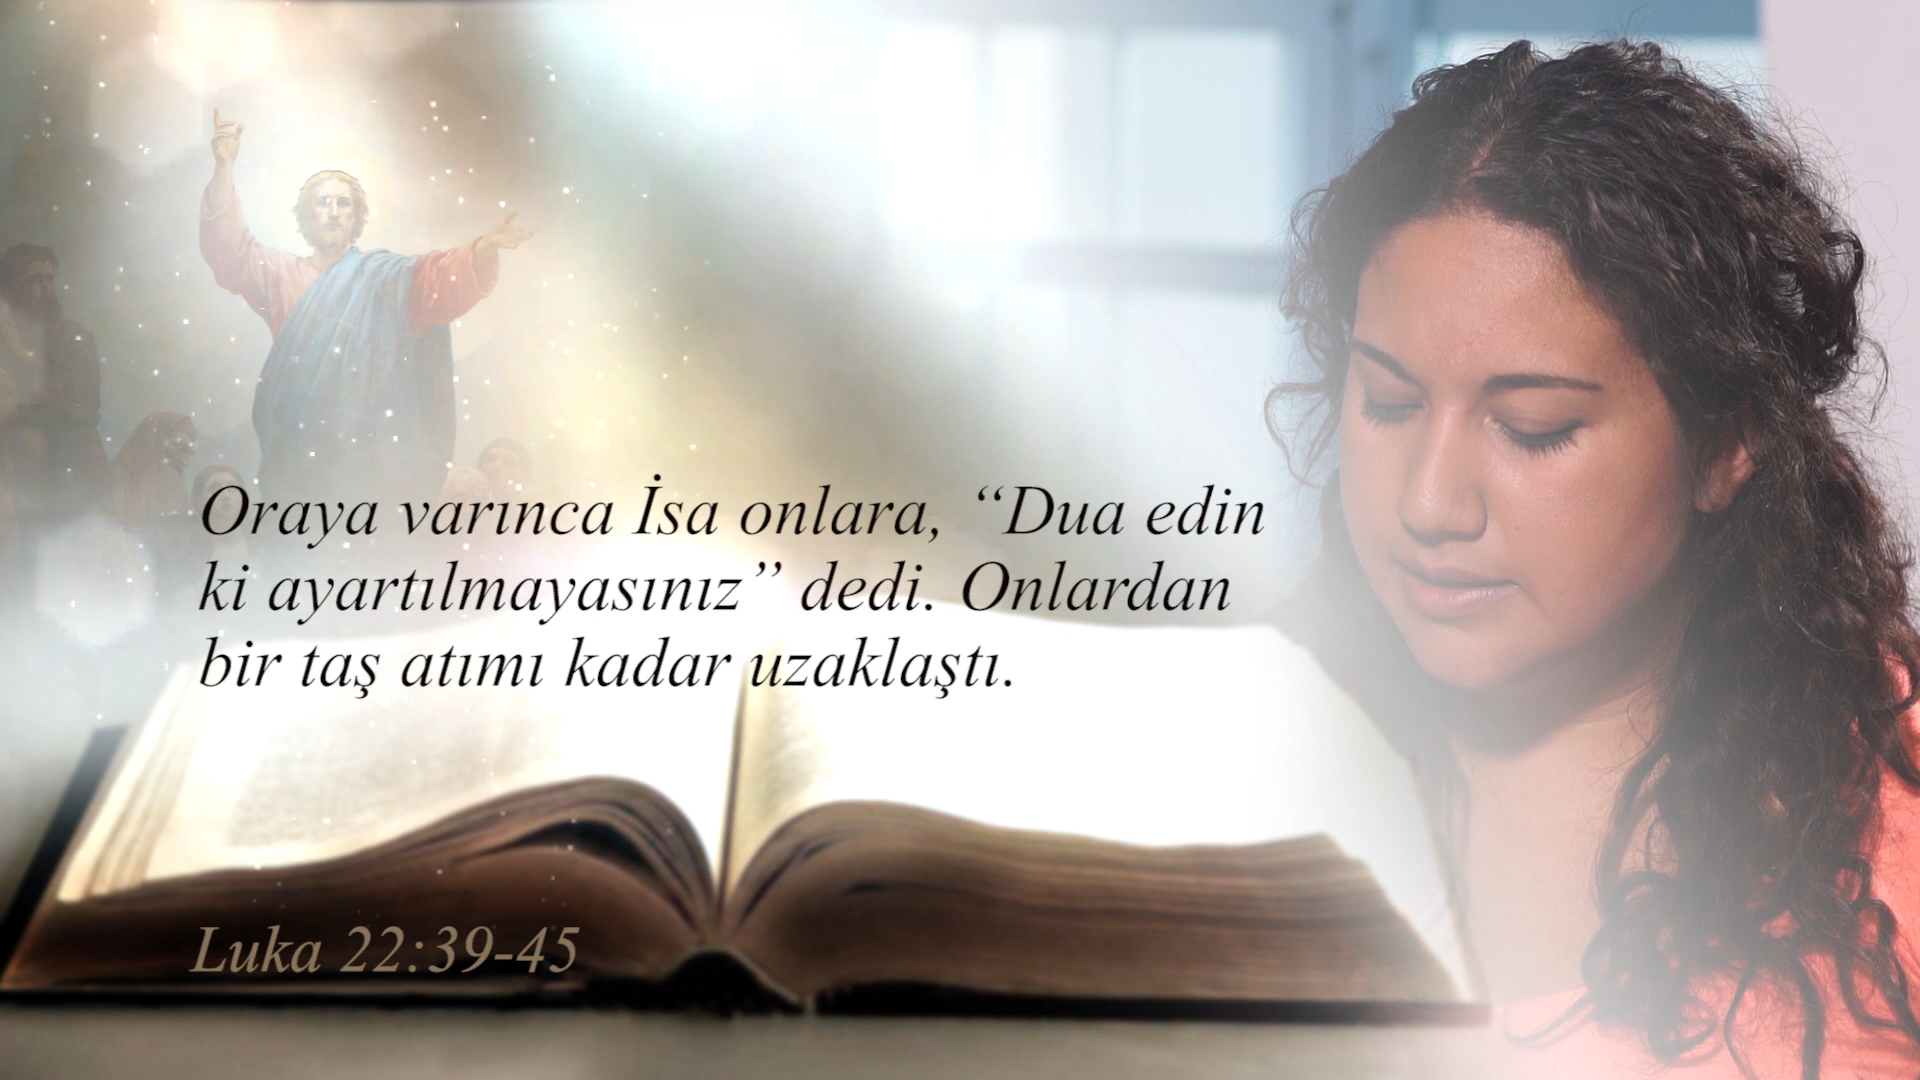 Oraya varınca İsa onlara, “Dua edin
ki ayartılmayasınız” dedi. Onlardan
bir taş atımı kadar uzaklaştı.
Luka 22:39-45